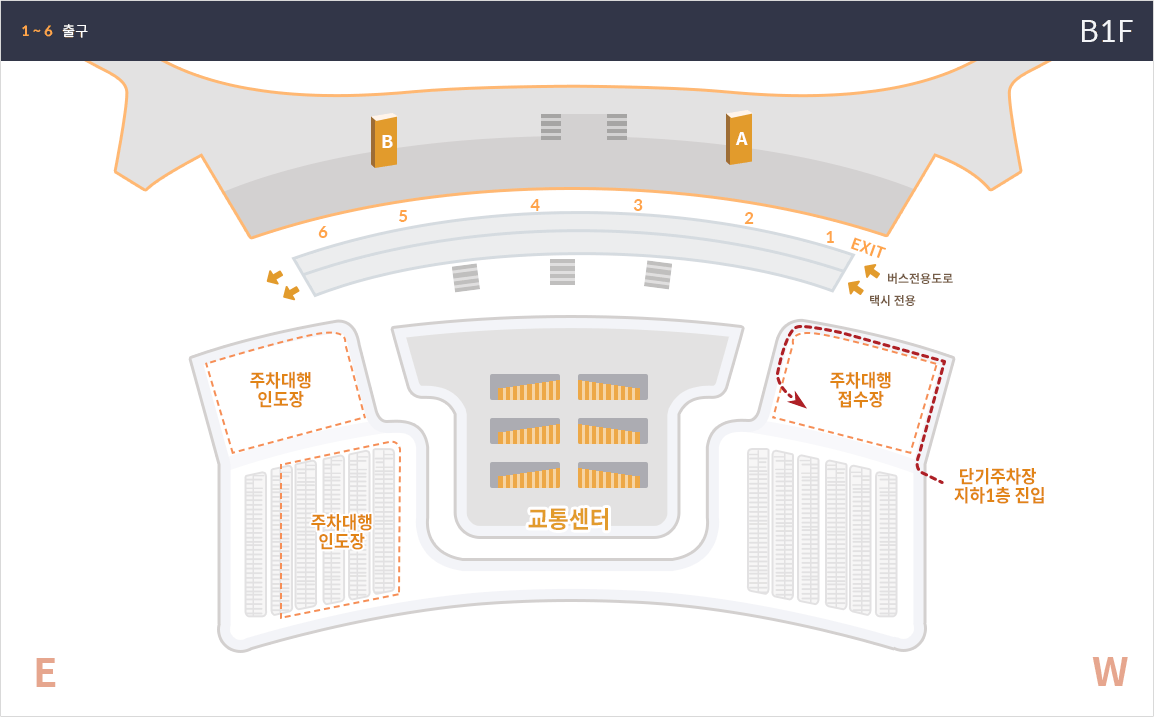 1 ~ 6 출구
B1F
B
A
6
5
4
3
2
1
EXIT
버스전용도로
택시 전용
주차대행
인도장
주차대행
접수장
단기주차장
지하1층 진입
주차대행
인도장
교통센터
E
W